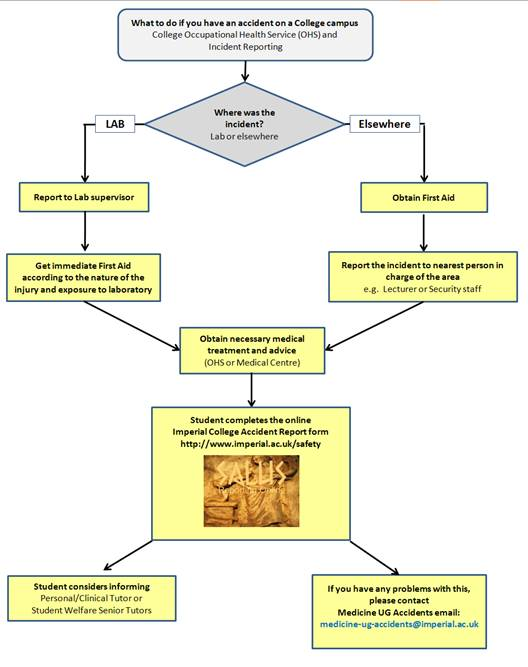 What to do if you have an accident on a College campus
College Occupational Health Service (OHS) and
Incident Reporting
Where was the
incident?
Lab or elsewhere
LAB
Elsewhere
Report to Lab supervisor
Obtain First Aid
Get immediate First Aid
according to the nature of the
injury and exposure to laboratory
Report the incident to nearest person in
charge of the area
e.g. Lecturer or Security staff
Obtain necessary medical
treatment and advice
(OHS or Medical Centre)
Student completes the online
Imperial College Accident Report form
http://www.imperial.ac.uk/safety
SALUS
Reporting Online
Student considers informing
Personal/Clinical Tutor or
Student Welfare Senior Tutors
If you have any problems with this,
please contact
Medicine UG Accidents email:
medicine-ug-accidents@imperial.ac.uk